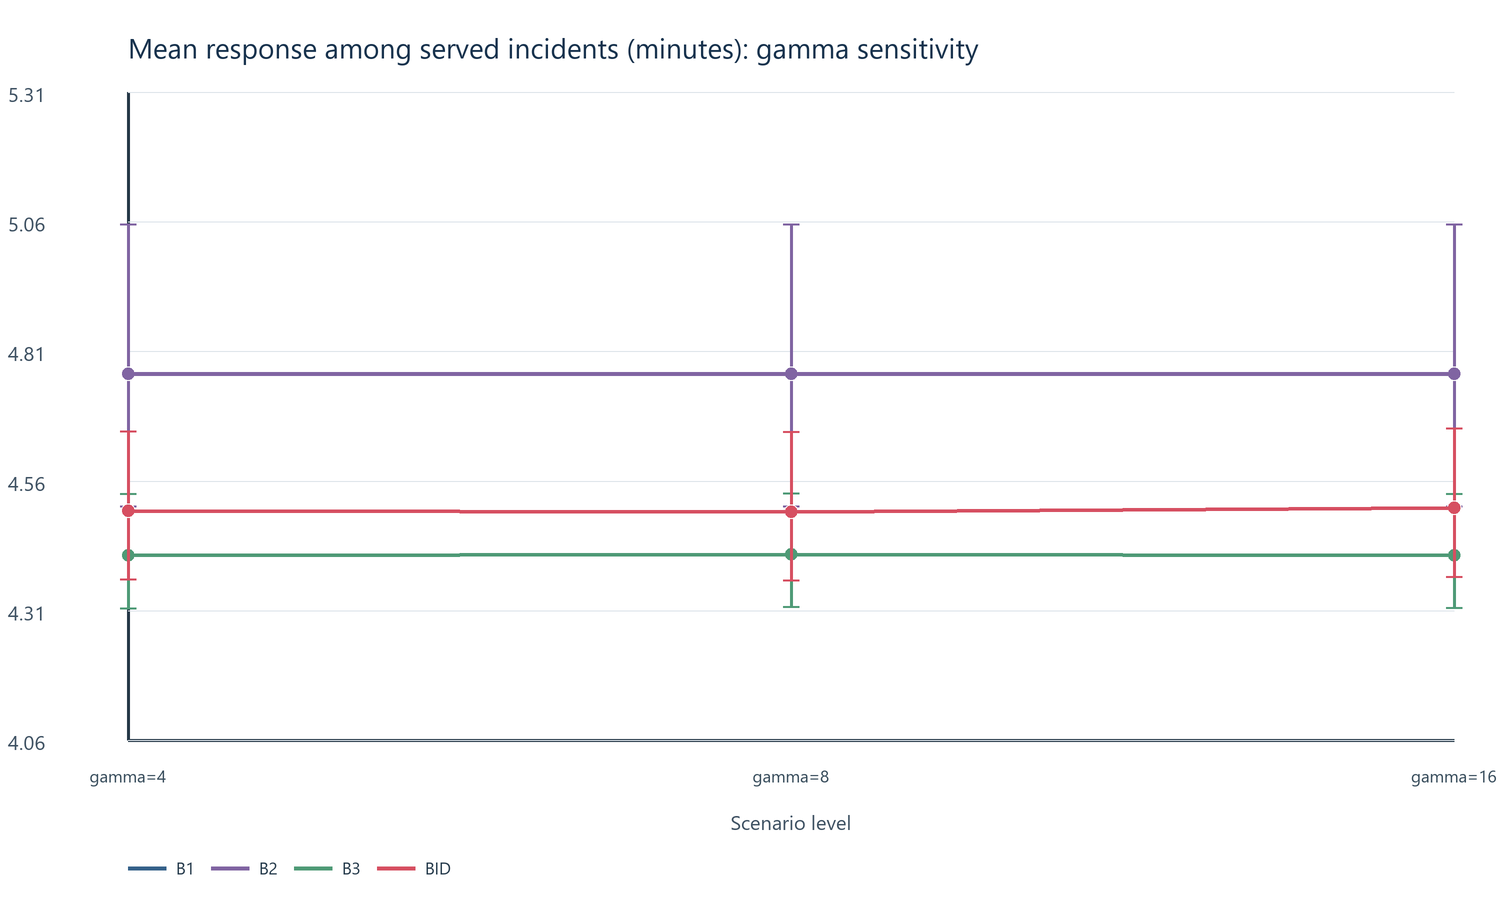 Mean response among served incidents (minutes): gamma sensitivity
5.31
5.06
4.81
4.56
4.31
4.06
gamma=4
gamma=8
gamma=16
Scenario level
B1
B2
B3
BID